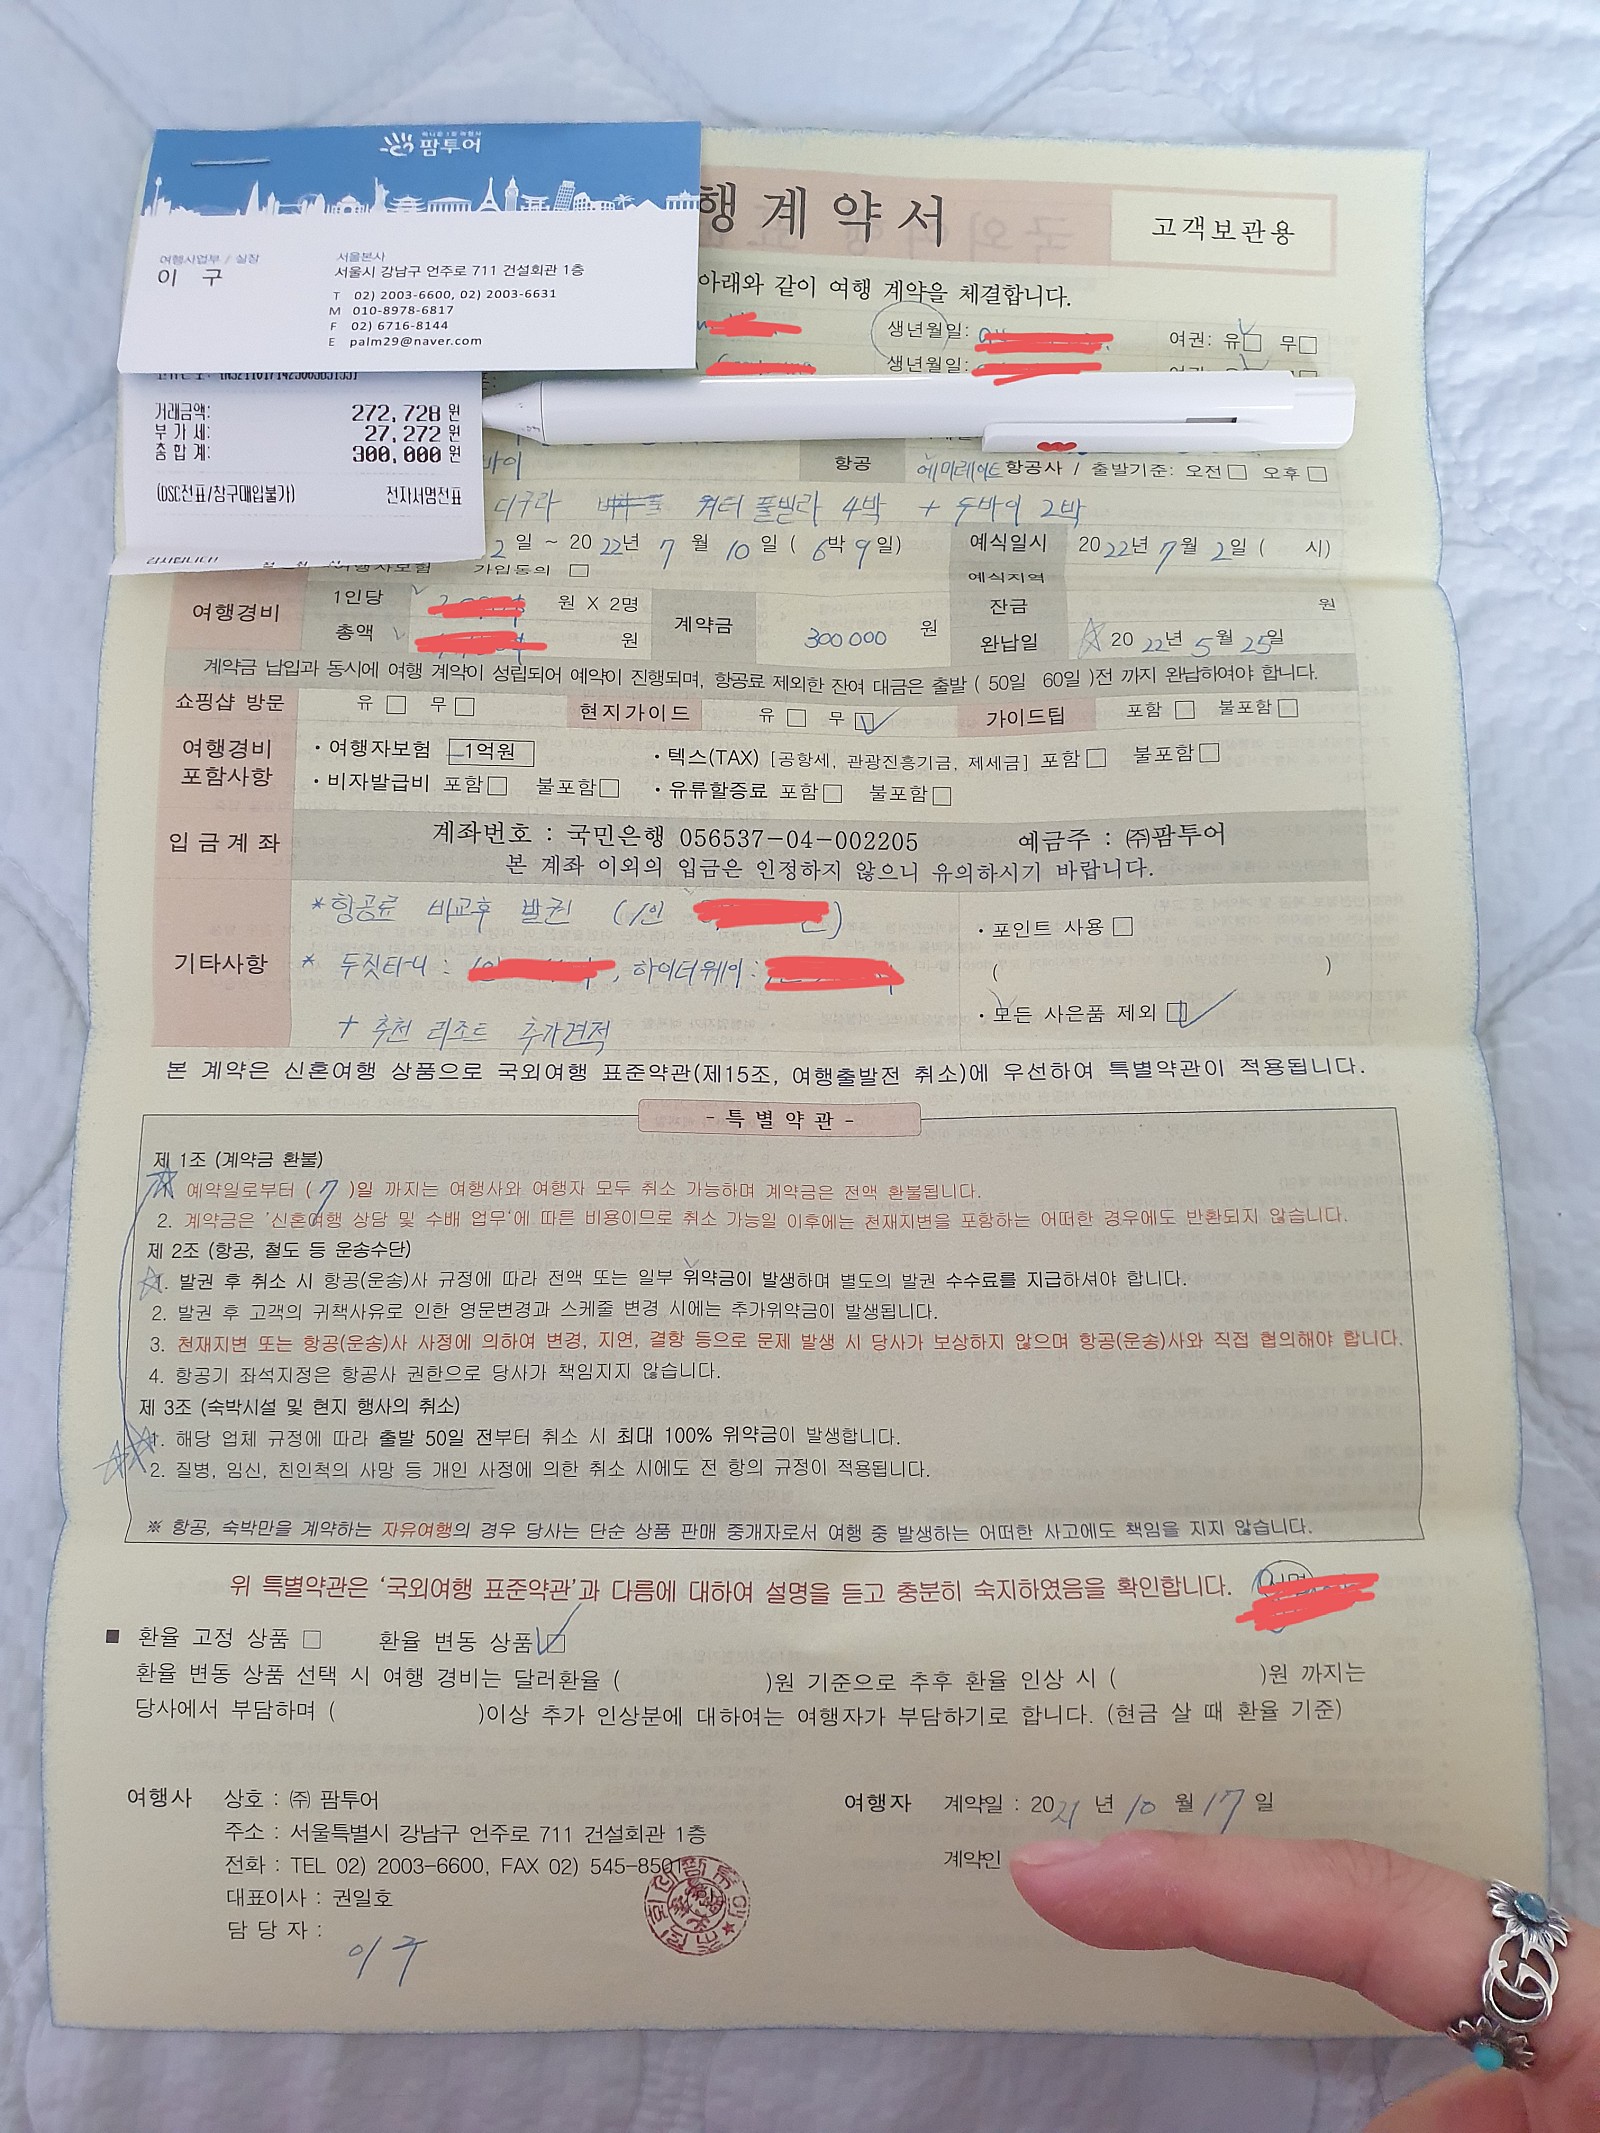 팜투어
여행사업부 / 실장
이 구
서울본사
서울시 강남구 언주로 711 건설회관 1층
T 02) 2003-6600, 02) 2003-6631
M 010-8978-6817
F 02) 6716-8144
E palm29@naver.com
행계약서
고객보관용
아래와 같이 여행 계약을 체결합니다.
생년월일:
여권: 유□ 무□
생년월일:
거래금액: 272,728 원
부가세: 27,272 원
총합계: 300,000 원
(DSC전표/창구매입불가) 전자서명전표
바이
항공
에미레이트 항공사 / 출발기준: 오전□ 오후□
디구라 워터 풀빌라 4박 + 두바이 2박
2일 ~ 2022년 7월 10일 ( 6박 9일)
예식일시 2022년 7월 2일 ( 시)
여행자보험 가입동의 □
예식지역
여행경비
1인당 원 X 2명
총액 원
계약금 300000 원
잔금 원
완납일 ☆ 2022년 5월 25일
계약금 납입과 동시에 여행 계약이 성립되어 예약이 진행되며, 항공료 제외한 잔여 대금은 출발 ( 50일 60일 )전 까지 완납하여야 합니다.
쇼핑샵 방문 유 □ 무 □ 현지가이드 유 □ 무 ☑ 가이드팁 포함 □ 불포함 □
여행경비 포함사항
· 여행자보험 1억원 · 텍스(TAX) [공항세, 관광진흥기금, 제세금] 포함□ 불포함□
· 비자발급비 포함□ 불포함□ · 유류할증료 포함□ 불포함□
입금계좌
계좌번호 : 국민은행 056537-04-002205 예금주 : ㈜팜투어
본 계좌 이외의 입금은 인정하지 않으니 유의하시기 바랍니다.
기타사항
* 항공료 비교후 발권 (1인 )
· 포인트 사용 □
* 두짓타니 : 1인 , 하이더웨이 :
( )
+ 추천 리조트 추가견적
· 모든 사은품 제외 ☑
본 계약은 신혼여행 상품으로 국외여행 표준약관(제15조, 여행출발전 취소)에 우선하여 특별약관이 적용됩니다.
- 특별약관 -
제 1조 (계약금 환불)
1. 예약일로부터 ( 7 )일 까지는 여행사와 여행자 모두 취소 가능하며 계약금은 전액 환불됩니다.
2. 계약금은 '신혼여행 상담 및 수배 업무'에 따른 비용이므로 취소 가능일 이후에는 천재지변을 포함하는 어떠한 경우에도 반환되지 않습니다.
제 2조 (항공, 철도 등 운송수단)
1. 발권 후 취소 시 항공(운송)사 규정에 따라 전액 또는 일부 위약금이 발생하며 별도의 발권 수수료를 지급하셔야 합니다.
2. 발권 후 고객의 귀책사유로 인한 영문변경과 스케줄 변경 시에는 추가위약금이 발생됩니다.
3. 천재지변 또는 항공(운송)사 사정에 의하여 변경, 지연, 결항 등으로 문제 발생 시 당사가 보상하지 않으며 항공(운송)사와 직접 협의해야 합니다.
4. 항공기 좌석지정은 항공사 권한으로 당사가 책임지지 않습니다.
제 3조 (숙박시설 및 현지 행사의 취소)
1. 해당 업체 규정에 따라 출발 50일 전부터 취소 시 최대 100% 위약금이 발생합니다.
2. 질병, 임신, 친인척의 사망 등 개인 사정에 의한 취소 시에도 전 항의 규정이 적용됩니다.
※ 항공, 숙박만을 계약하는 자유여행의 경우 당사는 단순 상품 판매 중개자로서 여행 중 발생하는 어떠한 사고에도 책임을 지지 않습니다.
위 특별약관은 '국외여행 표준약관'과 다름에 대하여 설명을 듣고 충분히 숙지하였음을 확인합니다.
■ 환율 고정 상품 □ 환율 변동 상품 ☑
환율 변동 상품 선택 시 여행 경비는 달러환율 ( )원 기준으로 추후 환율 인상 시 ( )원 까지는
당사에서 부담하며 ( )이상 추가 인상분에 대하여는 여행자가 부담하기로 합니다. (현금 살 때 환율 기준)
여행사 상호 : ㈜ 팜투어
주소 : 서울특별시 강남구 언주로 711 건설회관 1층
전화 : TEL 02) 2003-6600, FAX 02) 545-8501
대표이사 : 권일호
담 당 자 : 이구
여행자 계약일 : 2021년 10월 17일
계약인